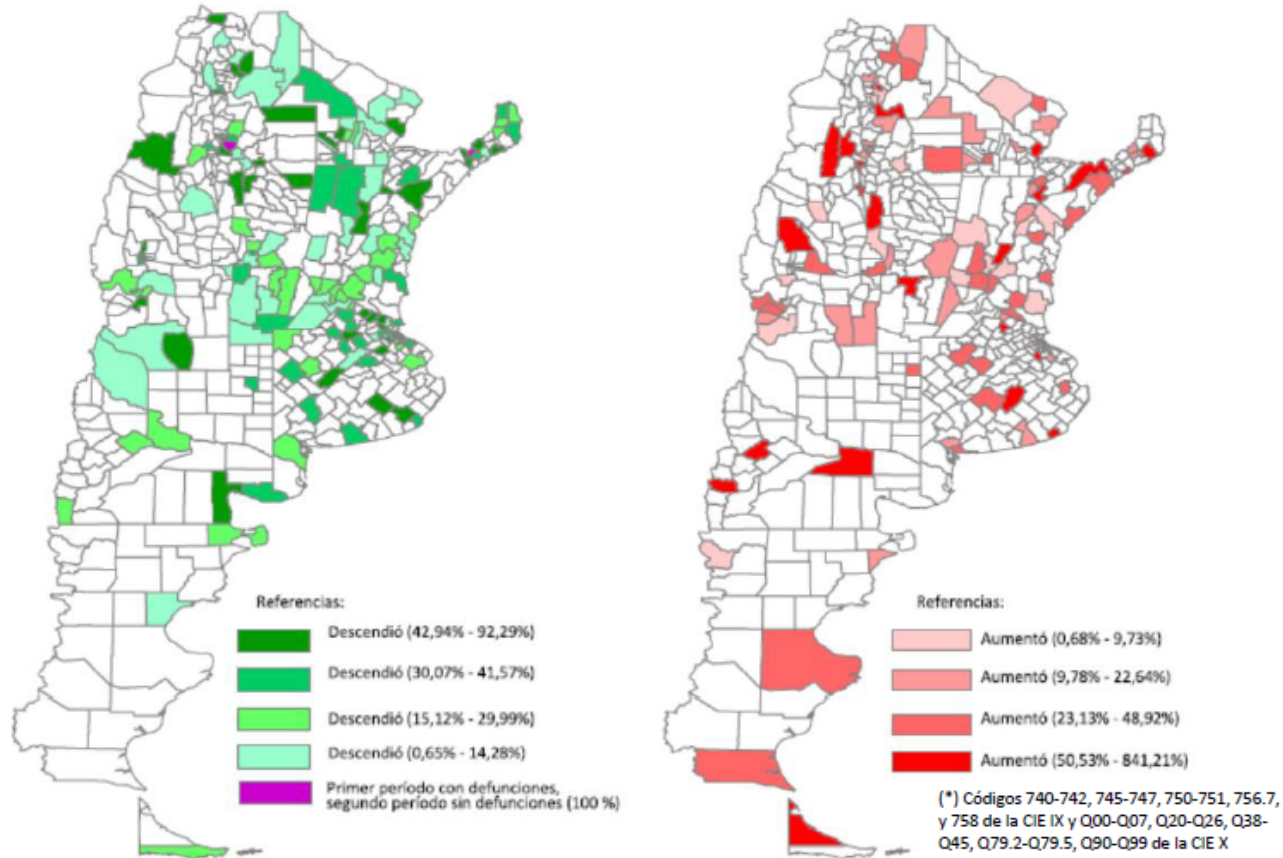 Referencias:
Descendió (42,94% - 92,29%)
Descendió (30,07% - 41,57%)
Descendió (15,12% - 29,99%)
Descendió (0,65% - 14,28%)
Primer período con defunciones,
segundo período sin defunciones (100 %)
Referencias:
Aumentó (0,68% - 9,73%)
Aumentó (9,78% - 22,64%)
Aumentó (23,13% - 48,92%)
Aumentó (50,53% - 841,21%)
(*) Códigos 740-742, 745-747, 750-751, 756.7,
y 758 de la CIE IX y Q00-Q07, Q20-Q26, Q38-
Q45, Q79.2-Q79.5, Q90-Q99 de la CIE X